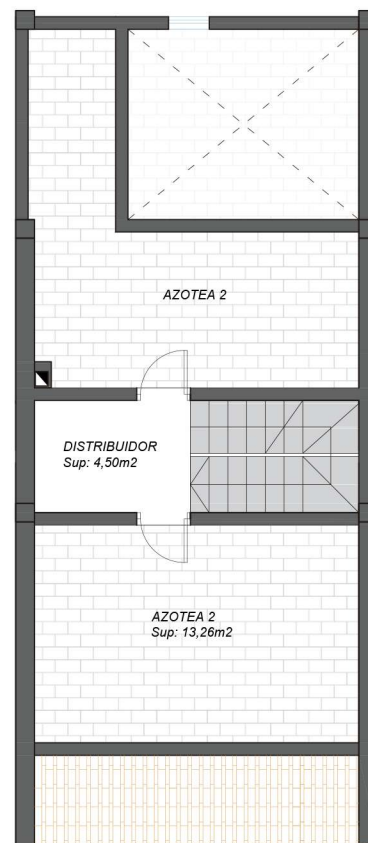 AZOTEA 2
DISTRIBUIDOR
Sup: 4,50m2
AZOTEA 2
Sup: 13,26m2